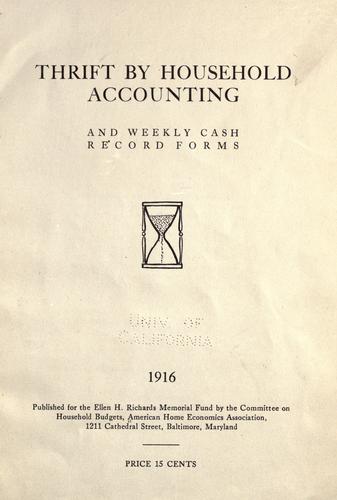 THRIFT BY HOUSEHOLD
ACCOUNTING
AND WEEKLY CASH
RECORD FORMS
UNIV. OF
CALIFORNIA
1916
Published for the Ellen H. Richards Memorial Fund by the Committee on
Household Budgets, American Home Economics Association,
1211 Cathedral Street, Baltimore, Maryland
PRICE 15 CENTS